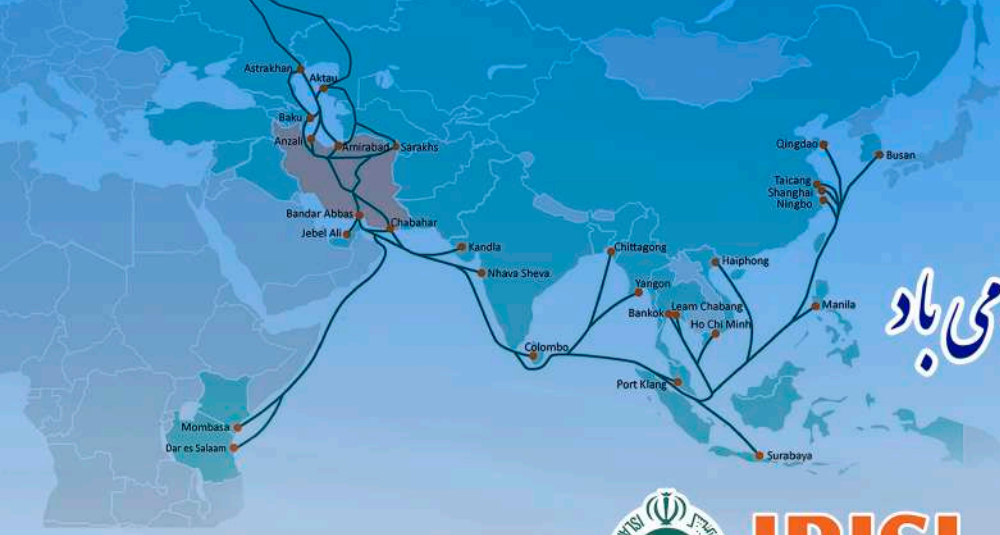 Astrakhan
Aktau
Baku
Anzali
Amirabad
Sarakhs
Qingdao
Busan
Taicang
Shanghai
Ningbo
Bandar Abbas
Chabahar
Jebel Ali
Kandla
Chittagong
Haiphong
Nhava Sheva
Yangon
Leam Chabang
Bankok
Manila
Ho Chi Minh
می باد
Colombo
Port Klang
Mombasa
Dar es Salaam
Surabaya
IRISL